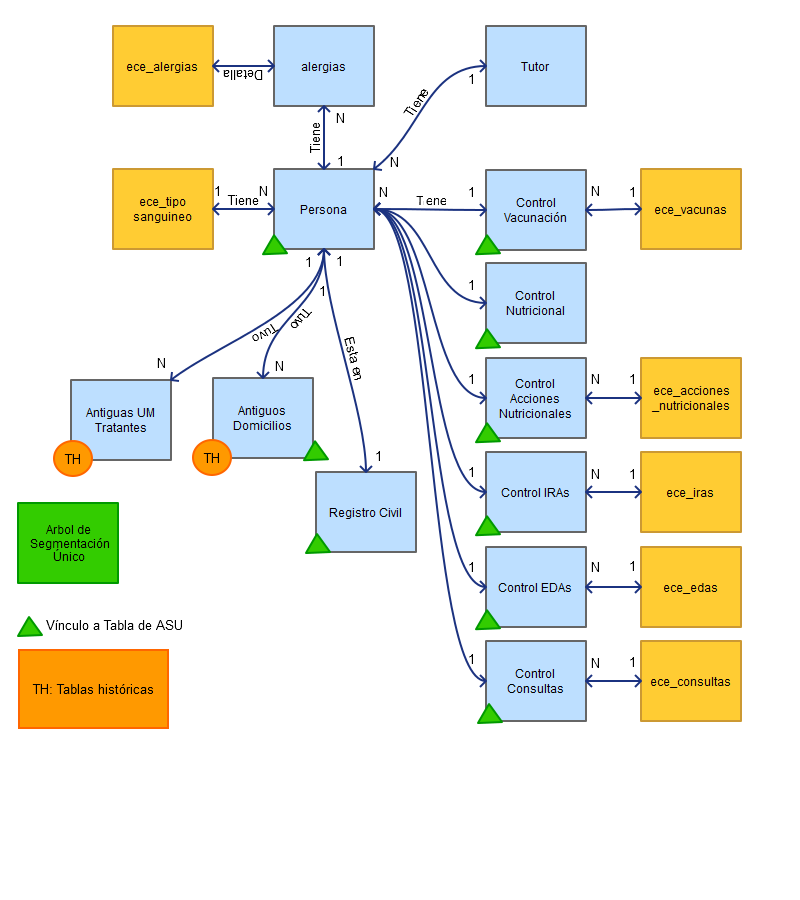 ece_alergias
Detalla
alergias
Tutor
Tiene
N
1
Tiene
1
N
ece_tipo
sanguineo
1
Tiene
N
Persona
N
Tiene
1
Control
Vacunación
N
1
ece_vacunas
1
1
1
Tuvo
Tuvo
Esta en
N
N
1
Antiguas UM
Tratantes
TH
Antiguos
Domicilios
TH
Registro Civil
1
Control
Nutricional
1
Control
Acciones
Nutricionales
N
1
ece_acciones
_nutricionales
1
Control IRAs
N
1
ece_iras
1
Control EDAs
N
1
ece_edas
1
Control
Consultas
N
1
ece_consultas
Arbol de
Segmentación
Único
Vínculo a Tabla de ASU
TH: Tablas históricas